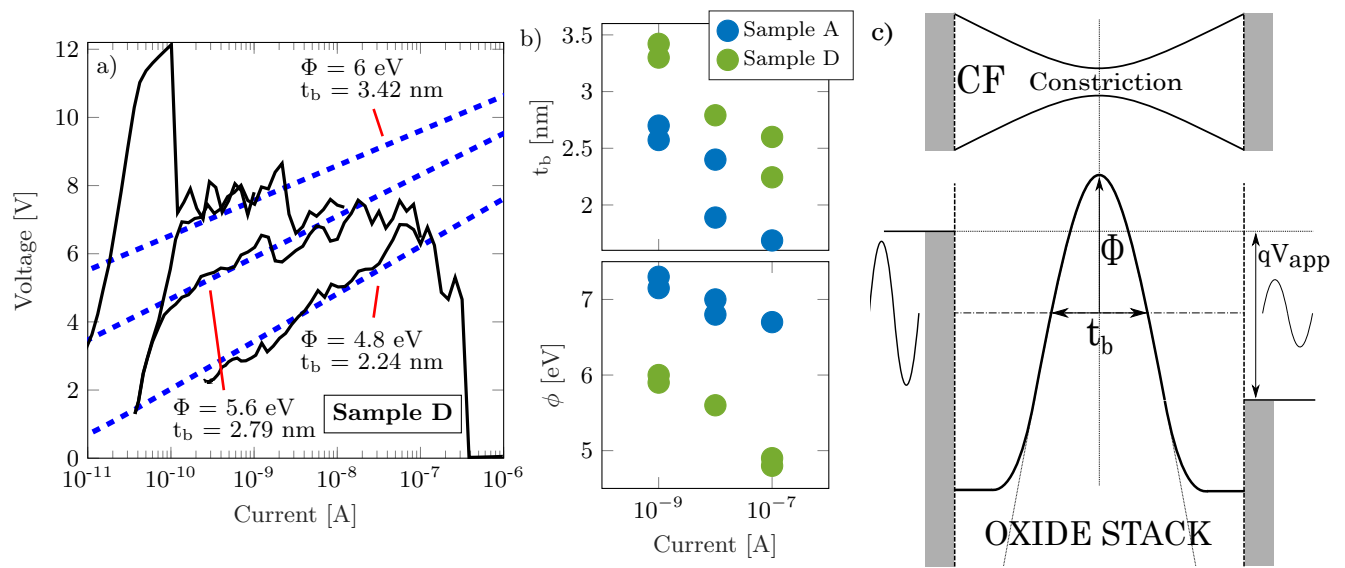 a)
12
10
8
6
4
2
0
Voltage [V]
Φ = 6 eV
t_b = 3.42 nm
Φ = 4.8 eV
t_b = 2.24 nm
Φ = 5.6 eV
t_b = 2.79 nm
Sample D
10⁻¹¹
10⁻¹⁰
10⁻⁹
10⁻⁸
10⁻⁷
10⁻⁶
Current [A]
b)
Sample A
Sample D
3.5
3
2.5
2
t_b [nm]
7
6
5
ϕ [eV]
10⁻⁹
10⁻⁷
Current [A]
c)
CF
Constriction
Φ
t_b
qV_app
OXIDE STACK